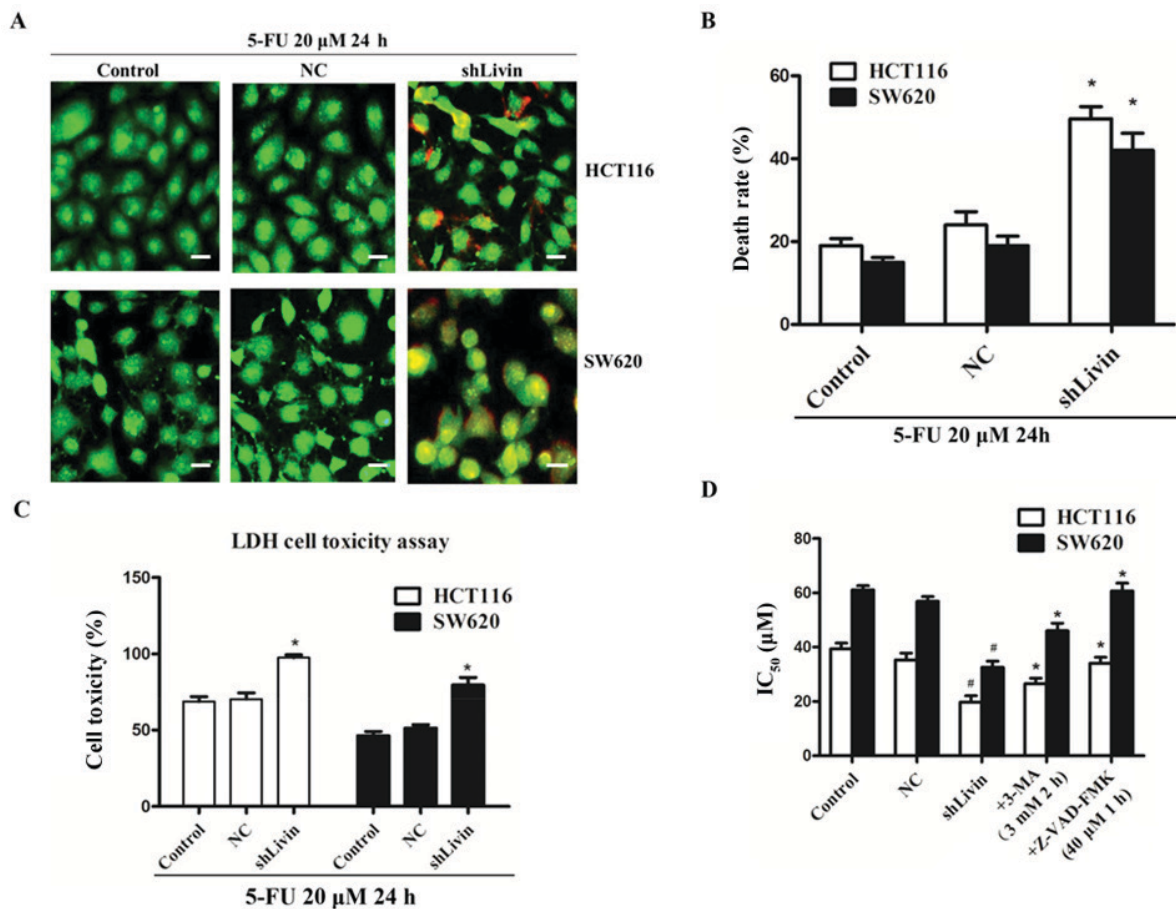 A
5-FU 20 μM 24 h
Control NC shLivin
HCT116
SW620
B
HCT116
SW620
Death rate (%)
60
40
20
0
* *
Control NC shLivin
5-FU 20 μM 24h
C
LDH cell toxicity assay
HCT116
SW620
Cell toxicity (%)
150
100
50
0
* *
Control NC shLivin Control NC shLivin
5-FU 20 μM 24 h
D
HCT116
SW620
IC50 (μM)
80
60
40
20
0
# # * * * *
Control NC shLivin +3-MA +Z-VAD-FMK
(3 mM 2 h) (40 μM 1 h)